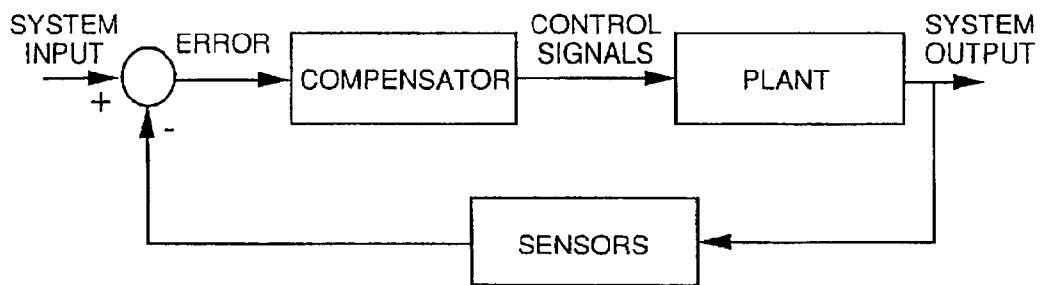 SYSTEM
INPUT
ERROR
COMPENSATOR
CONTROL
SIGNALS
PLANT
SYSTEM
OUTPUT
+
-
SENSORS